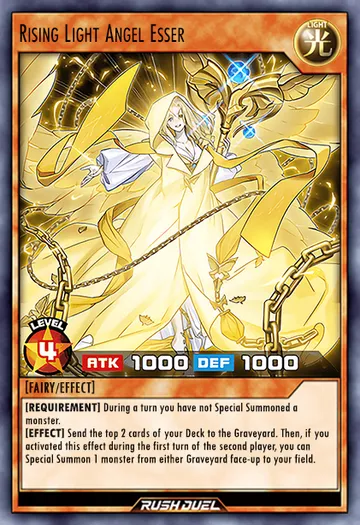 Rising Light Angel Esser
LIGHT
光
LEVEL
4
ATK 1000 DEF 1000
[FAIRY/EFFECT]
[REQUIREMENT] During a turn you have not Special Summoned a
monster.
[EFFECT] Send the top 2 cards of your Deck to the Graveyard. Then, if you
activated this effect during the first turn of the second player, you can
Special Summon 1 monster from either Graveyard face-up to your field.
RUSH DUEL